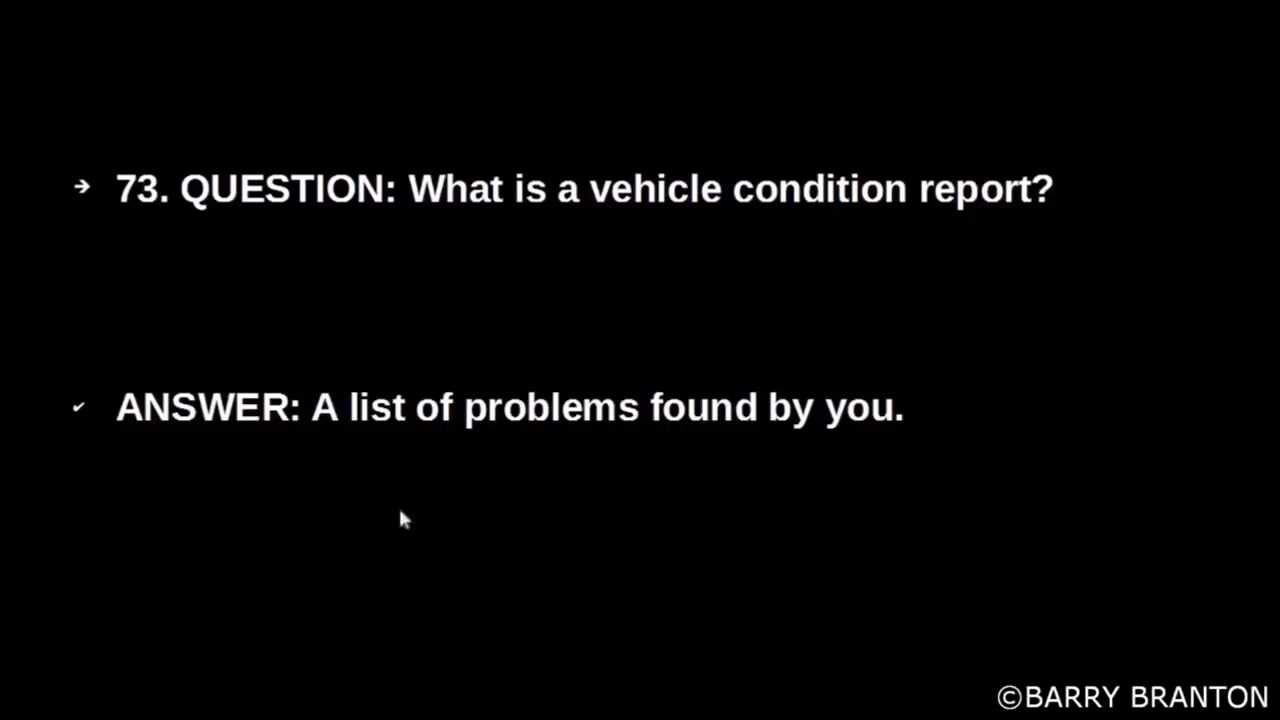 ➔ 73. QUESTION: What is a vehicle condition report?
✓ ANSWER: A list of problems found by you.
©BARRY BRANTON